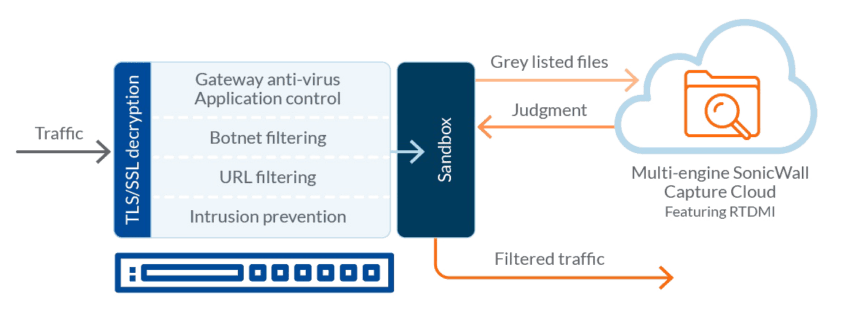 Traffic
TLS/SSL decryption
Gateway anti-virus
Application control
Botnet filtering
URL filtering
Intrusion prevention
Sandbox
Grey listed files
Judgment
Multi-engine SonicWall
Capture Cloud
Featuring RTDMI
Filtered traffic